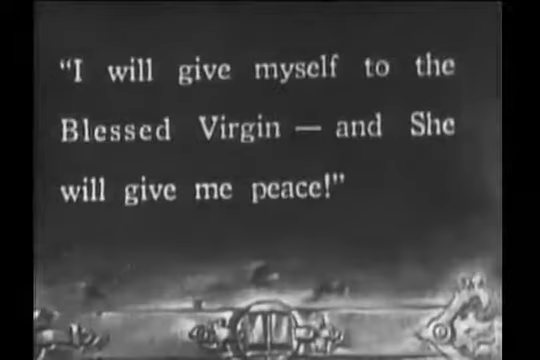 "I will give myself to the
Blessed Virgin — and She
will give me peace!"